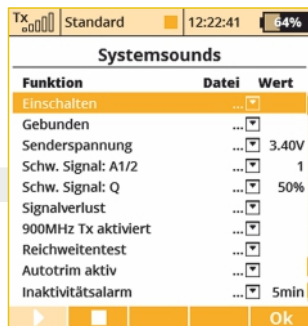 Tx Standard 12:22:41 64%
Systemsounds
Funktion Datei Wert
Einschalten ...
Gebunden ...
Senderspannung ... 3.40V
Schw. Signal: A1/2 ... 1
Schw. Signal: Q ... 50%
Signalverlust ...
900MHz Tx aktiviert ...
Reichweitentest ...
Autotrim aktiv ...
Inaktivitätsalarm ... 5min
Ok